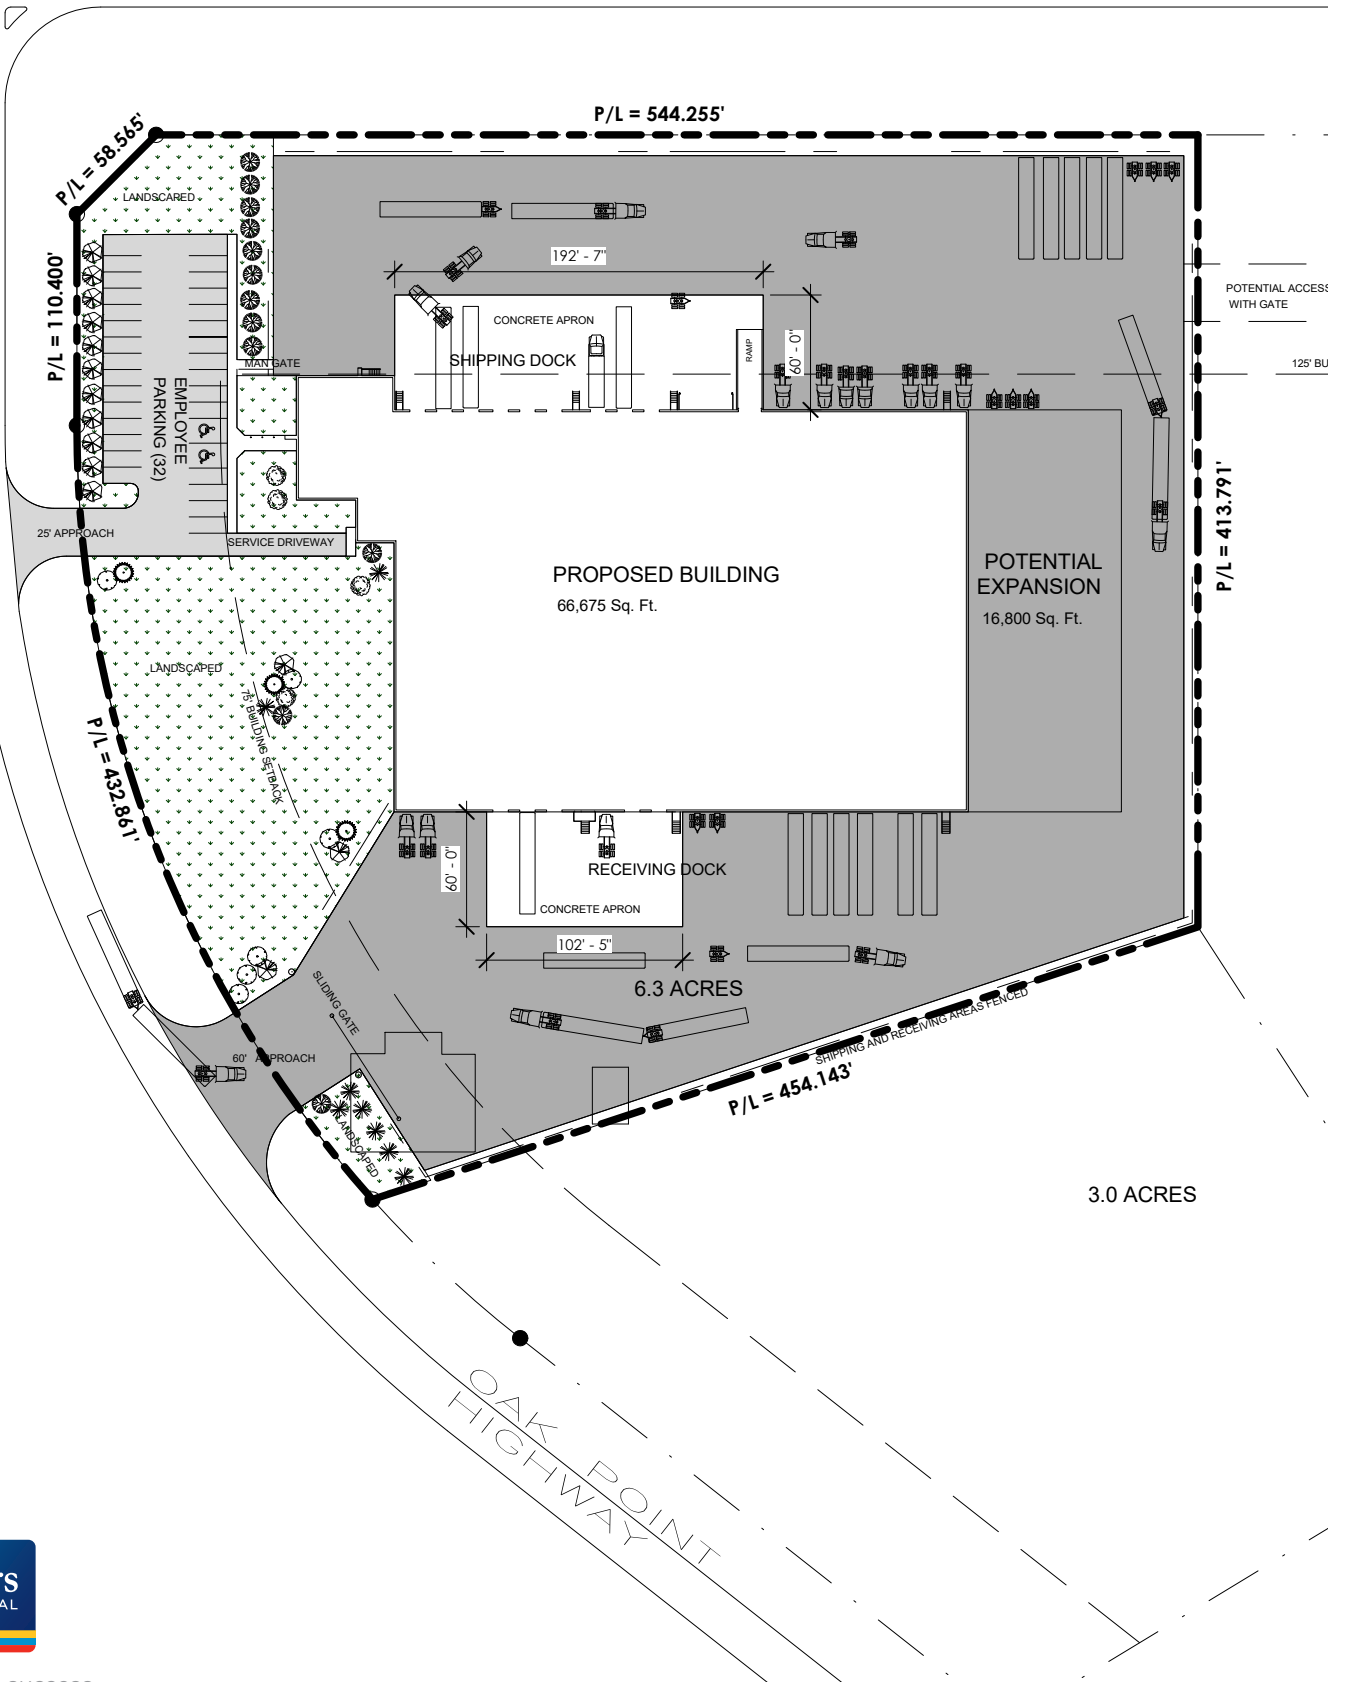 P/L = 544.255'
P/L = 58.565'
LANDSCARED
192' - 7"
P/L = 110.400'
POTENTIAL ACCESS
WITH GATE
CONCRETE APRON
SHIPPING DOCK
RAMP
60' - 0"
MAN GATE
125' BU
EMPLOYEE
PARKING (32)
P/L = 413.791'
25' APPROACH
SERVICE DRIVEWAY
PROPOSED BUILDING
66,675 Sq. Ft.
POTENTIAL
EXPANSION
16,800 Sq. Ft.
LANDSCAPED
75' BUILDING SETBACK
P/L = 432.861'
60' - 0"
RECEIVING DOCK
CONCRETE APRON
102' - 5"
6.3 ACRES
SLIDING GATE
SHIPPING AND RECEIVING AREAS FENCED
60' APPROACH
P/L = 454.143'
LANDSCAPED
3.0 ACRES
OAK POINT
HIGHWAY
rs
AL